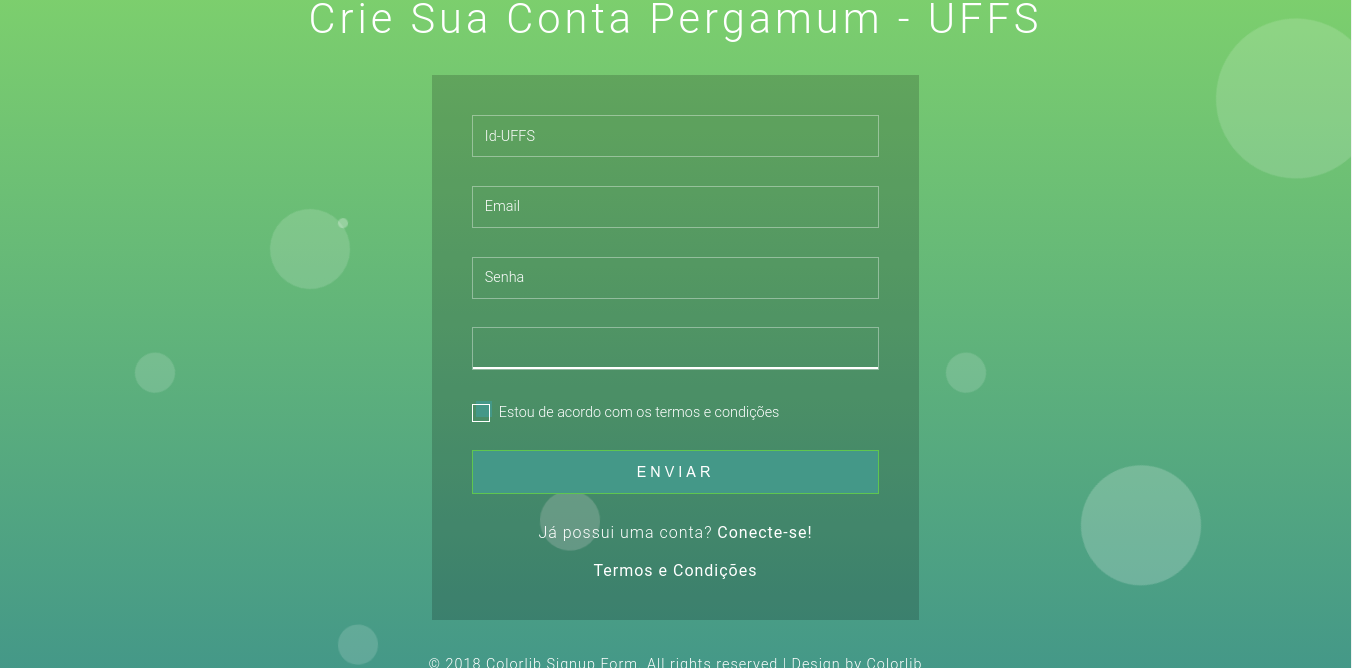 Crie Sua Conta Pergamum - UFFS
Id-UFFS
Email
Senha
Estou de acordo com os termos e condições
ENVIAR
Já possui uma conta? Conecte-se!
Termos e Condições
© 2018 Colorlib Signup Form. All rights reserved | Design by Colorlib